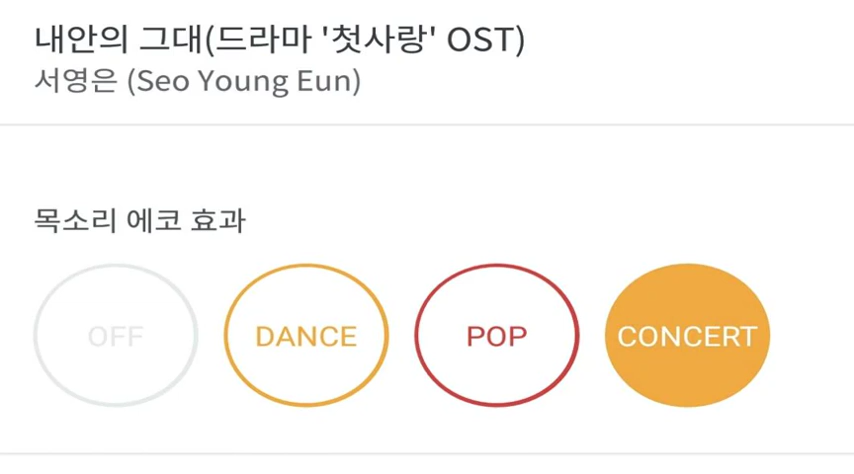 내안의 그대(드라마 '첫사랑' OST)
서영은 (Seo Young Eun)
목소리 에코 효과
OFF DANCE POP CONCERT